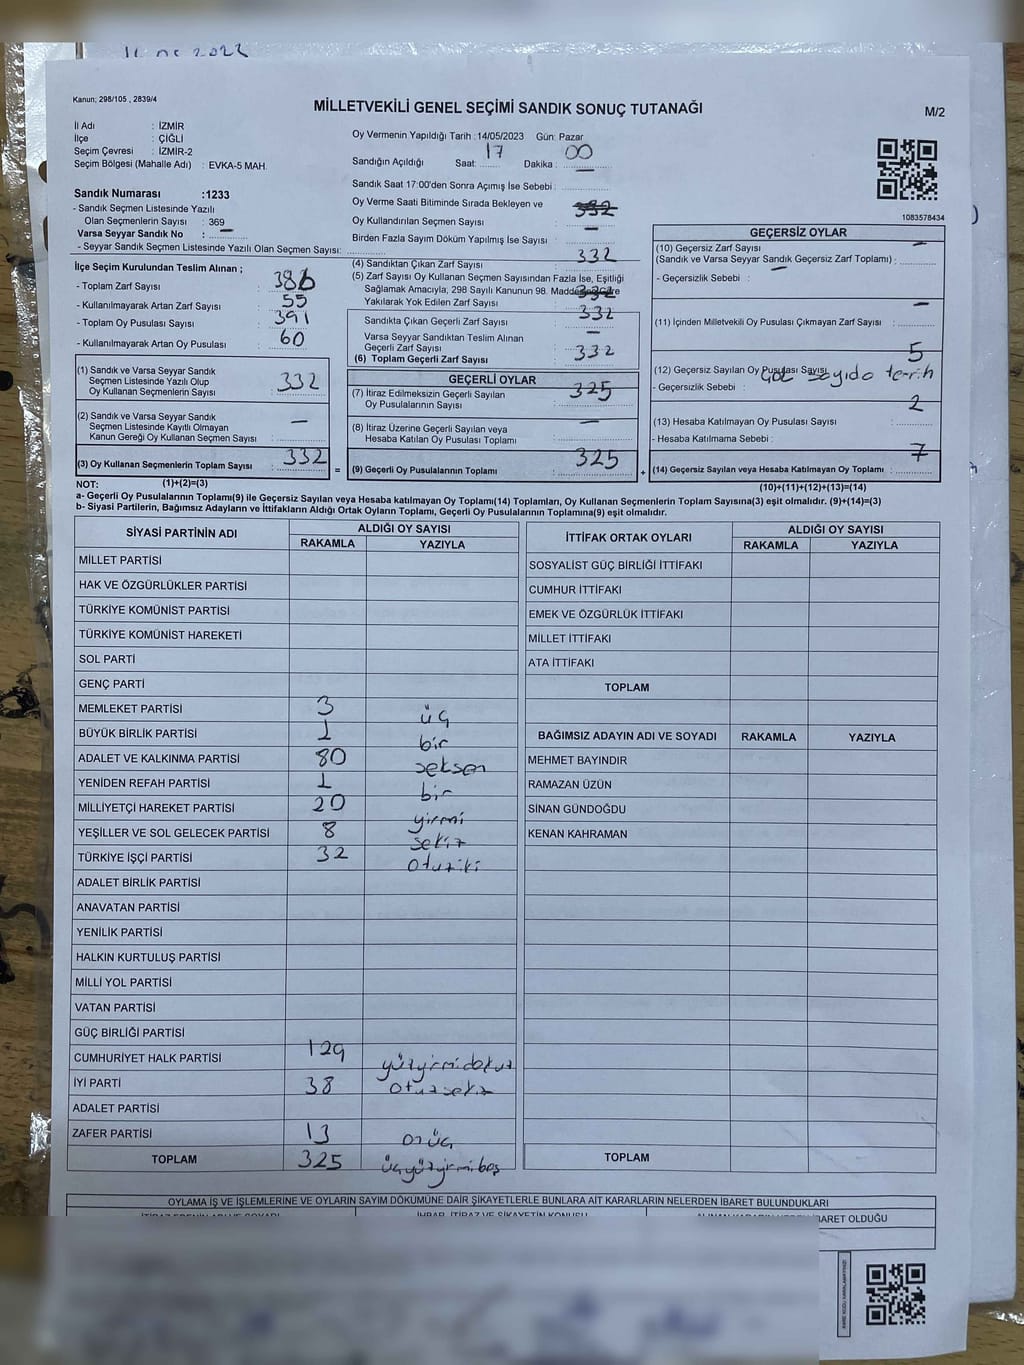 14.05.2023
Kanun; 298/105 , 2839/4
MİLLETVEKİLİ GENEL SEÇİMİ SANDIK SONUÇ TUTANAĞI
M/2
İl Adı : İZMİR
İlçe : ÇİĞLİ
Seçim Çevresi : İZMİR-2
Seçim Bölgesi (Mahalle Adı) : EVKA-5 MAH.
Oy Vermenin Yapıldığı Tarih :14/05/2023 Gün: Pazar
Sandığın Açıldığı Saat: 17 Dakika : 00
Sandık Saat 17:00'den Sonra Açımış İse Sebebi :
Sandık Numarası :1233
- Sandık Seçmen Listesinde Yazılı
Olan Seçmenlerin Sayısı : 369
Varsa Seyyar Sandık No : -
- Seyyar Sandık Seçmen Listesinde Yazılı Olan Seçmen Sayısı:
Oy Verme Saati Bitiminde Sırada Bekleyen ve
Oy Kullandırılan Seçmen Sayısı -
Birden Fazla Sayım Döküm Yapılmış İse Sayısı
1083578434
İlçe Seçim Kurulundan Teslim Alınan ;
- Toplam Zarf Sayısı : 386
- Kullanılmayarak Artan Zarf Sayısı : 55
- Toplam Oy Pusulası Sayısı : 391
- Kullanılmayarak Artan Oy Pusulası : 60
(4) Sandıktan Çıkan Zarf Sayısı : 332
(5) Zarf Sayısı Oy Kullanan Seçmen Sayısından Fazla İse, Eşitliği
Sağlamak Amacıyla, 298 Sayılı Kanunun 98. Maddesine Göre
Yakılarak Yok Edilen Zarf Sayısı :
Sandıkta Çıkan Geçerli Zarf Sayısı : 332
Varsa Seyyar Sandıktan Teslim Alınan
Geçerli Zarf Sayısı : -
(6) Toplam Geçerli Zarf Sayısı : 332
GEÇERSİZ OYLAR
(10) Geçersiz Zarf Sayısı -
(Sandık ve Varsa Seyyar Sandık Geçersiz Zarf Toplamı) :
- Geçersizlik Sebebi : -
(11) İçinden Milletvekili Oy Pusulası Çıkmayan Zarf Sayısı : -
(12) Geçersiz Sayılan Oy Pusulası Sayısı 5
- Geçersizlik Sebebi : sayıda
(13) Hesaba Katılmayan Oy Pusulası Sayısı : 2
- Hesaba Katılmama Sebebi :
(14) Geçersiz Sayılan veya Hesaba Katılmayan Oy Toplamı : 7
(1) Sandık ve Varsa Seyyar Sandık
Seçmen Listesinde Yazılı Olup
Oy Kullanan Seçmenlerin Sayısı : 332
(2) Sandık ve Varsa Seyyar Sandık
Seçmen Listesinde Kayıtlı Olmayan
Kanun Gereği Oy Kullanan Seçmen Sayısı : -
(3) Oy Kullanan Seçmenlerin Toplam Sayısı : 332
=
GEÇERLİ OYLAR
(7) İtiraz Edilmeksizin Geçerli Sayılan
Oy Pusulalarının Sayısı : 325
(8) İtiraz Üzerine Geçerli Sayılan veya
Hesaba Katılan Oy Pusulası Toplamı : -
(9) Geçerli Oy Pusulalarının Toplamı : 325
+
NOT: (1)+(2)=(3)
(10)+(11)+(12)+(13)=(14)
a- Geçerli Oy Pusulalarının Toplamı(9) ile Geçersiz Sayılan veya Hesaba katılmayan Oy Toplamı(14) Toplamları, Oy Kullanan Seçmenlerin Toplam Sayısına(3) eşit olmalıdır. (9)+(14)=(3)
b- Siyasi Partilerin, Bağımsız Adayların ve İttifakların Aldığı Ortak Oyların Toplamı, Geçerli Oy Pusulalarının Toplamına(9) eşit olmalıdır.
SİYASİ PARTİNİN ADI ALDIĞI OY SAYISI
RAKAMLA YAZIYLA
MİLLET PARTİSİ
HAK VE ÖZGÜRLÜKLER PARTİSİ
TÜRKİYE KOMÜNİST PARTİSİ
TÜRKİYE KOMÜNİST HAREKETİ
SOL PARTİ
GENÇ PARTİ
MEMLEKET PARTİSİ 3 üç
BÜYÜK BİRLİK PARTİSİ 1 bir
ADALET VE KALKINMA PARTİSİ 80 seksen
YENİDEN REFAH PARTİSİ 1 bir
MİLLİYETÇİ HAREKET PARTİSİ 20 yirmi
YEŞİLLER VE SOL GELECEK PARTİSİ 8 sekiz
TÜRKİYE İŞÇİ PARTİSİ 32 otuziki
ADALET BİRLİK PARTİSİ
ANAVATAN PARTİSİ
YENİLİK PARTİSİ
HALKIN KURTULUŞ PARTİSİ
MİLLİ YOL PARTİSİ
VATAN PARTİSİ
GÜÇ BİRLİĞİ PARTİSİ
CUMHURİYET HALK PARTİSİ 129 yüzyirmidokuz
İYİ PARTİ 38 otuzsekiz
ADALET PARTİSİ
ZAFER PARTİSİ 13 onüç
TOPLAM 325 üçyüzyirmibeş
İTTİFAK ORTAK OYLARI ALDIĞI OY SAYISI
RAKAMLA YAZIYLA
SOSYALİST GÜÇ BİRLİĞİ İTTİFAKI
CUMHUR İTTİFAKI
EMEK VE ÖZGÜRLÜK İTTİFAKI
MİLLET İTTİFAKI
ATA İTTİFAKI
TOPLAM
BAĞIMSIZ ADAYIN ADI VE SOYADI RAKAMLA YAZIYLA
MEHMET BAYINDIR
RAMAZAN ÜZÜN
SİNAN GÜNDOĞDU
KENAN KAHRAMAN
TOPLAM
OYLAMA İŞ VE İŞLEMLERİNE VE OYLARIN SAYIM DÖKÜMÜNE DAİR ŞİKAYETLERLE BUNLARA AİT KARARLARIN NELERDEN İBARET BULUNDUKLARI
İHBAR, İTİRAZ VE ŞİKAYETİN KONUSU
İBARET OLDUĞU